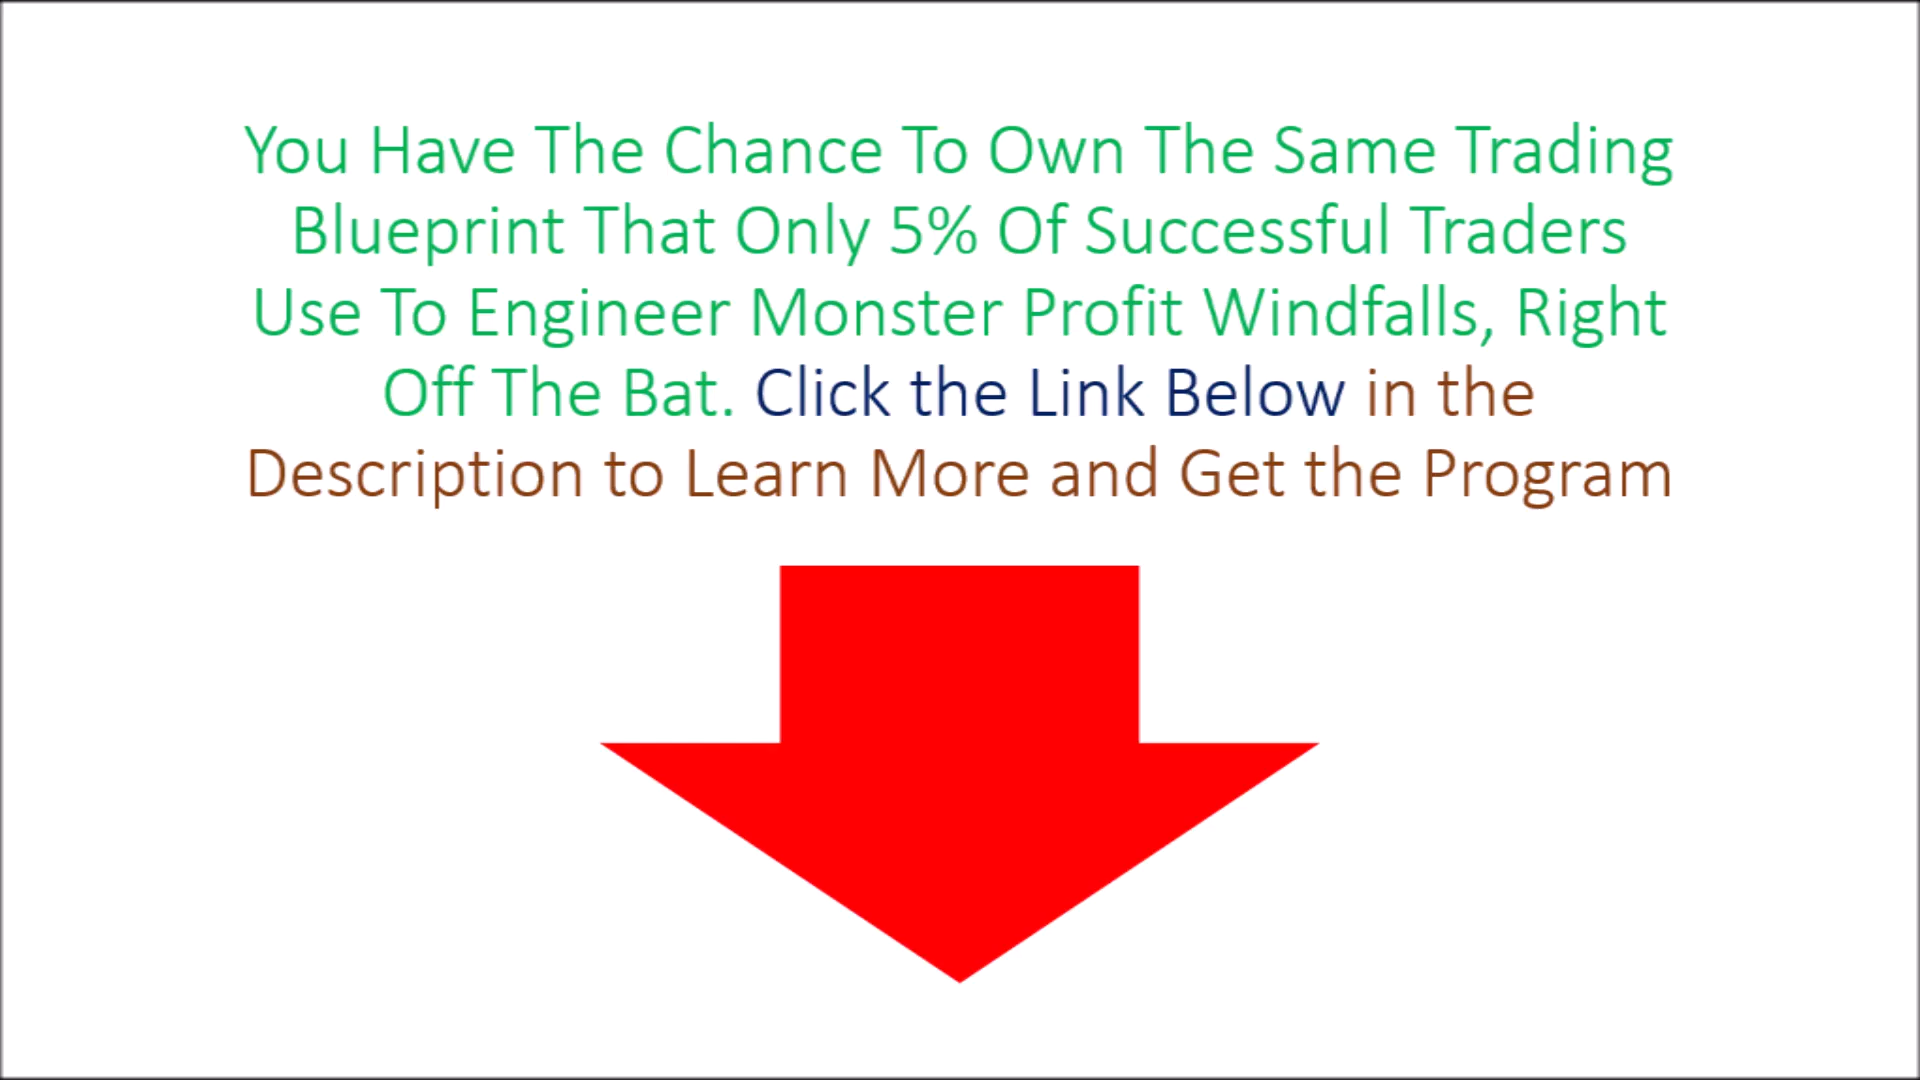 You Have The Chance To Own The Same Trading
Blueprint That Only 5% Of Successful Traders
Use To Engineer Monster Profit Windfalls, Right
Off The Bat. Click the Link Below in the
Description to Learn More and Get the Program